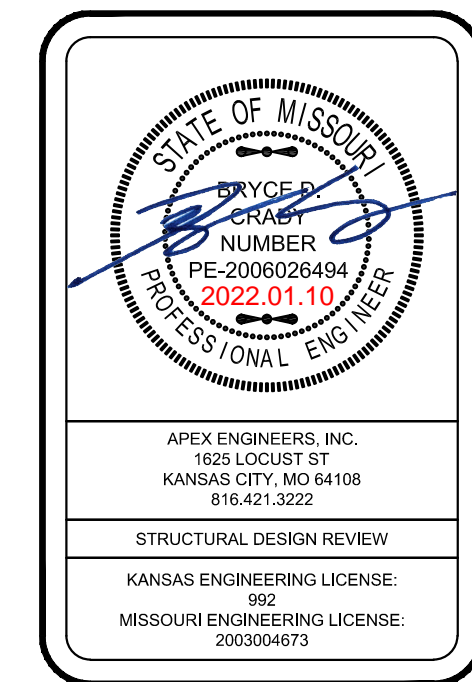 STATE OF MISSOURI
BRYCE D.
CRADY
NUMBER
PE-2006026494
2022.01.10
PROFESSIONAL ENGINEER
APEX ENGINEERS, INC.
1625 LOCUST ST
KANSAS CITY, MO 64108
816.421.3222
STRUCTURAL DESIGN REVIEW
KANSAS ENGINEERING LICENSE:
992
MISSOURI ENGINEERING LICENSE:
2003004673